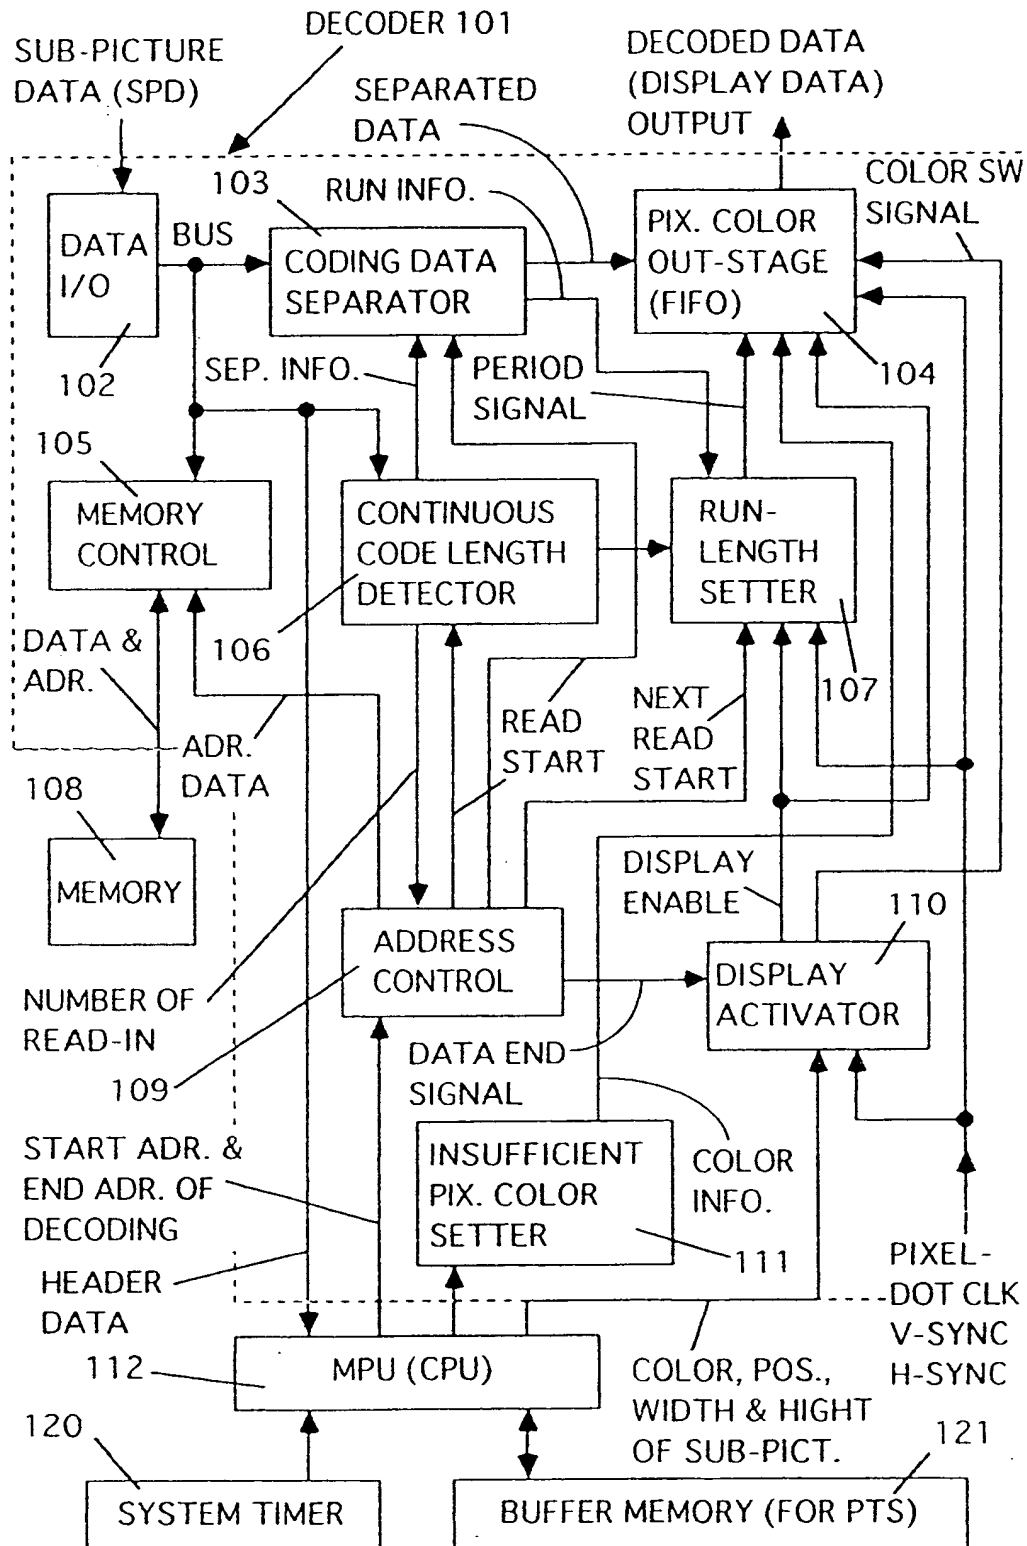 DECODER 101
SUB-PICTURE
DATA (SPD)
SEPARATED
DATA
DECODED DATA
(DISPLAY DATA)
OUTPUT
103
RUN INFO.
COLOR SW
SIGNAL
DATA
I/O
BUS
CODING DATA
SEPARATOR
PIX. COLOR
OUT-STAGE
(FIFO)
102
SEP. INFO.
PERIOD
SIGNAL
104
105
MEMORY
CONTROL
CONTINUOUS
CODE LENGTH
DETECTOR
RUN-
LENGTH
SETTER
DATA &
ADR.
106
107
ADR.
DATA
READ
START
NEXT
READ
START
108
MEMORY
DISPLAY
ENABLE
110
ADDRESS
CONTROL
DISPLAY
ACTIVATOR
NUMBER OF
READ-IN
109
DATA END
SIGNAL
START ADR. &
END ADR. OF
DECODING
INSUFFICIENT
PIX. COLOR
SETTER
COLOR
INFO.
111
HEADER
DATA
PIXEL-
DOT CLK
V-SYNC
H-SYNC
112
MPU (CPU)
COLOR, POS.,
WIDTH & HIGHT
OF SUB-PICT.
120
121
SYSTEM TIMER
BUFFER MEMORY (FOR PTS)